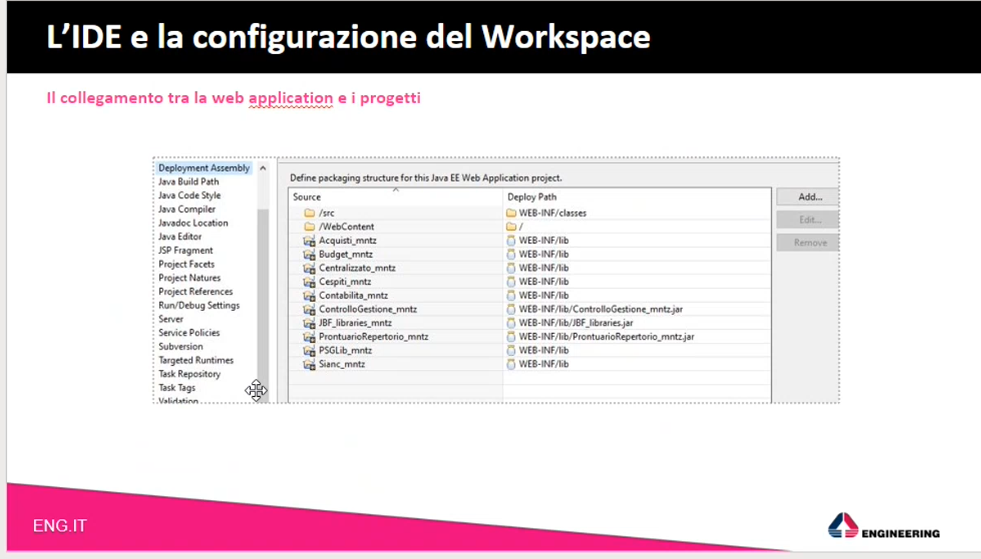 L'IDE e la configurazione del Workspace
Il collegamento tra la web application e i progetti
Deployment Assembly
Java Build Path
Java Code Style
Java Compiler
Javadoc Location
Java Editor
JSP Fragment
Project Facets
Project Natures
Project References
Run/Debug Settings
Server
Service Policies
Subversion
Targeted Runtimes
Task Repository
Task Tags
Validation
Define packaging structure for this Java EE Web Application project.
Source Deploy Path
/src WEB-INF/classes
/WebContent /
Acquisti_mntz WEB-INF/lib
Budget_mntz WEB-INF/lib
Centralizzato_mntz WEB-INF/lib
Cespiti_mntz WEB-INF/lib
Contabilita_mntz WEB-INF/lib
ControlloGestione_mntz WEB-INF/lib/ControlloGestione_mntz.jar
JBF_libraries_mntz WEB-INF/lib/JBF_libraries.jar
ProntuarioRepertorio_mntz WEB-INF/lib/ProntuarioRepertorio_mntz.jar
PSGLib_mntz WEB-INF/lib
Sianc_mntz WEB-INF/lib
Add...
Edit...
Remove
ENG.IT
ENGINEERING